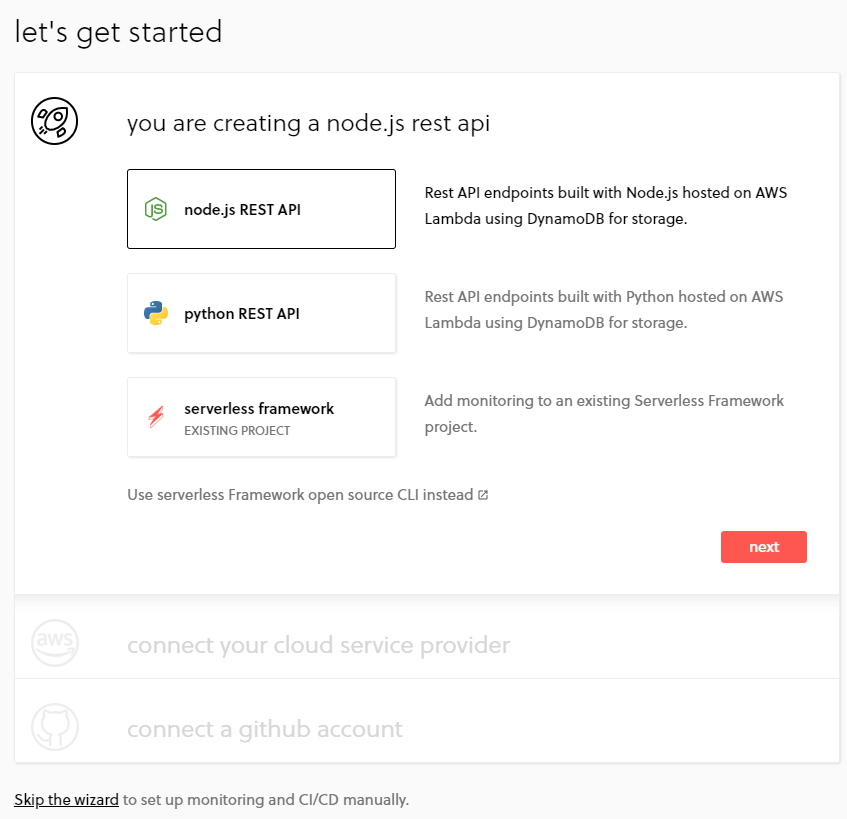 let's get started
you are creating a node.js rest api
JS
node.js REST API
Rest API endpoints built with Node.js hosted on AWS
Lambda using DynamoDB for storage.
python REST API
Rest API endpoints built with Python hosted on AWS
Lambda using DynamoDB for storage.
serverless framework
EXISTING PROJECT
Add monitoring to an existing Serverless Framework
project.
Use serverless Framework open source CLI instead
next
aws
connect your cloud service provider
connect a github account
Skip the wizard to set up monitoring and CI/CD manually.